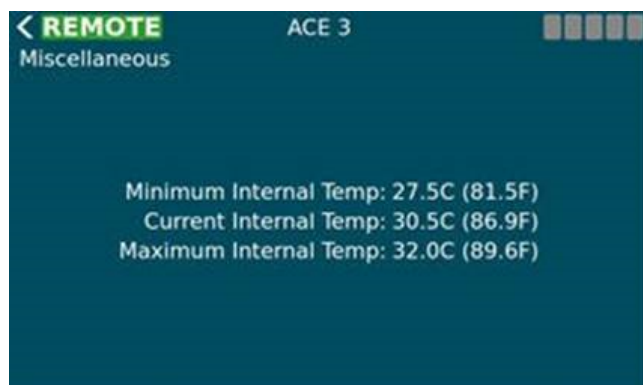 < REMOTE ACE 3
Miscellaneous
Minimum Internal Temp: 27.5C (81.5F)
Current Internal Temp: 30.5C (86.9F)
Maximum Internal Temp: 32.0C (89.6F)